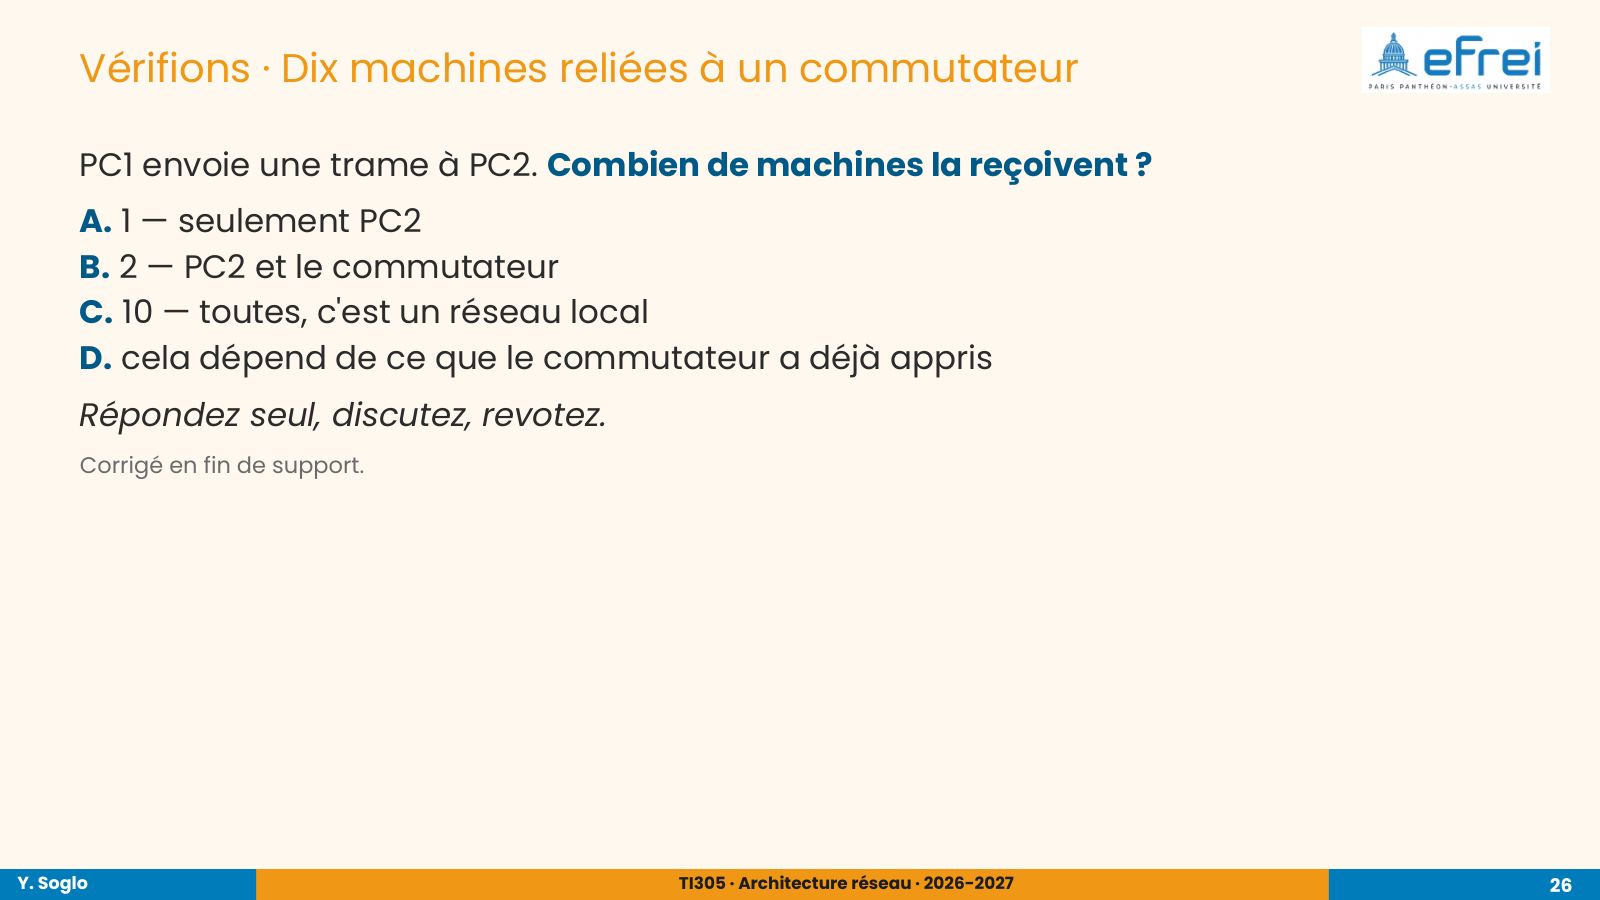 Vérifions · Dix machines reliées à un commutateur
efrei
PARIS PANTHÉON-ASSAS UNIVERSITÉ
PC1 envoie une trame à PC2. Combien de machines la reçoivent ?
A. 1 — seulement PC2
B. 2 — PC2 et le commutateur
C. 10 — toutes, c'est un réseau local
D. cela dépend de ce que le commutateur a déjà appris
Répondez seul, discutez, revotez.
Corrigé en fin de support.
Y. Soglo
TI305 · Architecture réseau · 2026-2027
26